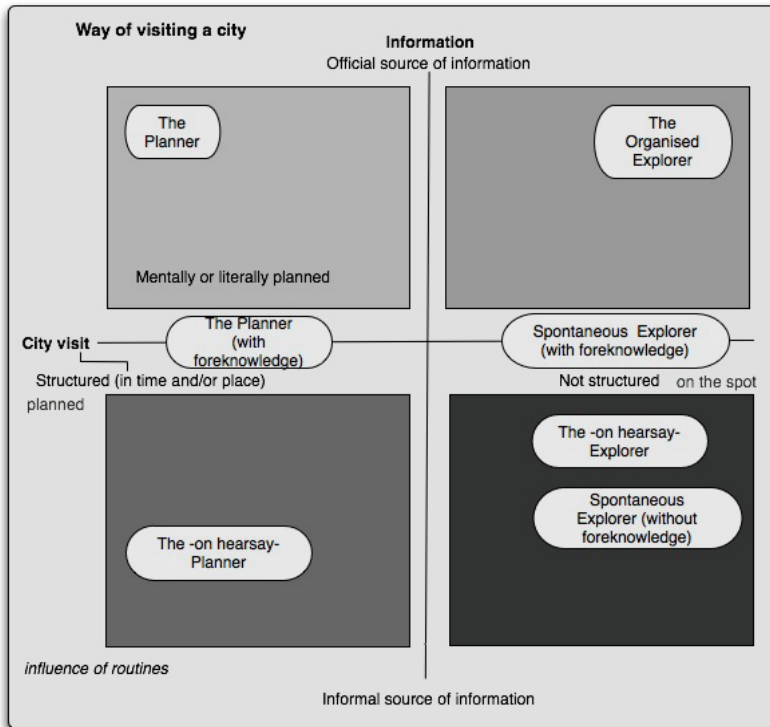 Way of visiting a city
Information
Official source of information
The
Planner
The
Organised
Explorer
Mentally or literally planned
The Planner
(with
foreknowledge)
Spontaneous Explorer
(with foreknowledge)
City visit
Structured (in time and/or place)
Not structured
on the spot
planned
The -on hearsay-
Explorer
Spontaneous
Explorer (without
foreknowledge)
The -on hearsay-
Planner
influence of routines
Informal source of information